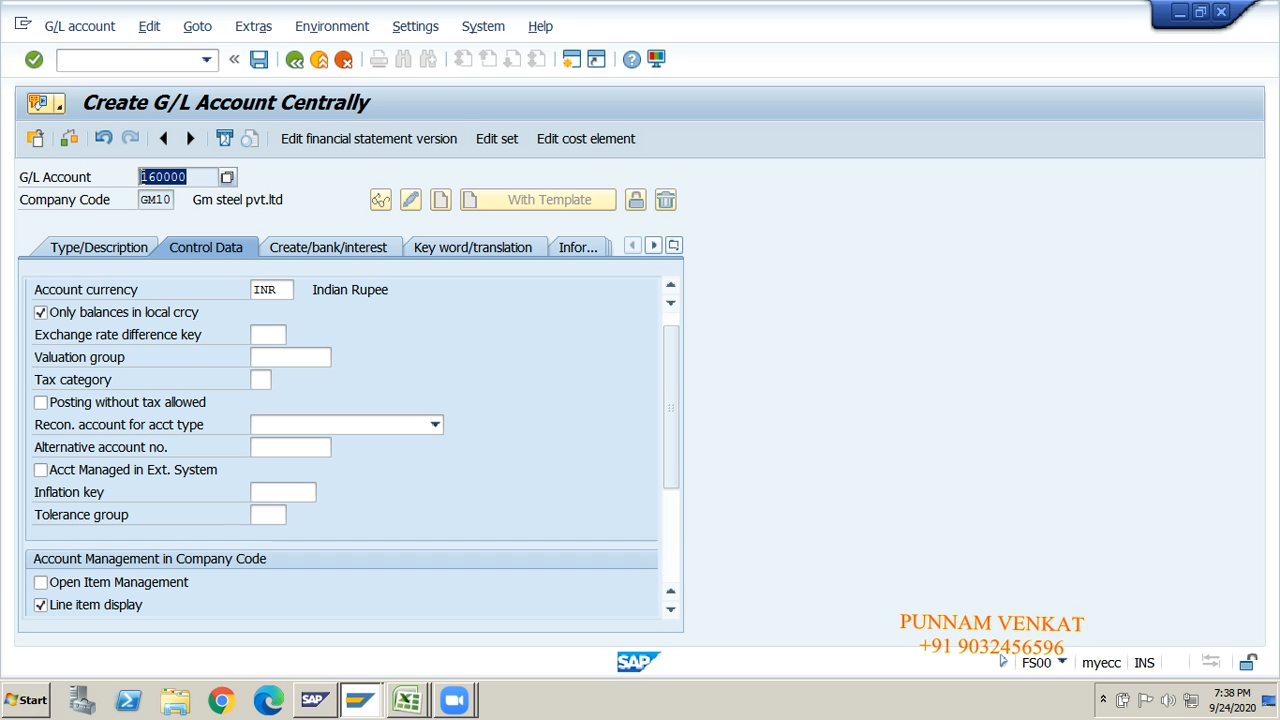 G/L account Edit Goto Extras Environment Settings System Help
Create G/L Account Centrally
Edit financial statement version Edit set Edit cost element
G/L Account 160000
Company Code GM10 Gm steel pvt.ltd With Template
Type/Description Control Data Create/bank/interest Key word/translation Infor...
Account currency INR Indian Rupee
Only balances in local crcy
Exchange rate difference key
Valuation group
Tax category
Posting without tax allowed
Recon. account for acct type
Alternative account no.
Acct Managed in Ext. System
Inflation key
Tolerance group
Account Management in Company Code
Open Item Management
Line item display
PUNNAM VENKAT
+91 9032456596
SAP FS00 myecc INS
Start SAP 7:38 PM
9/24/2020